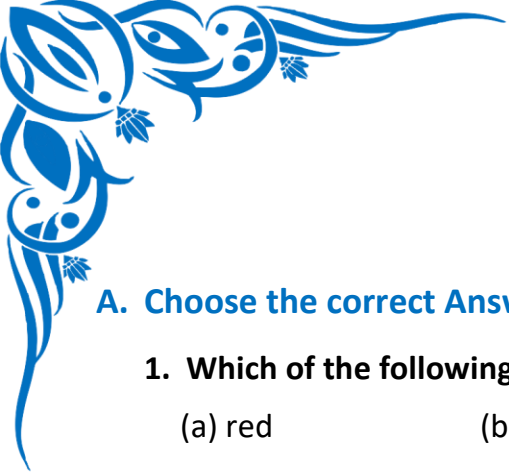 A. Choose the correct Answ
1. Which of the following
(a) red (b